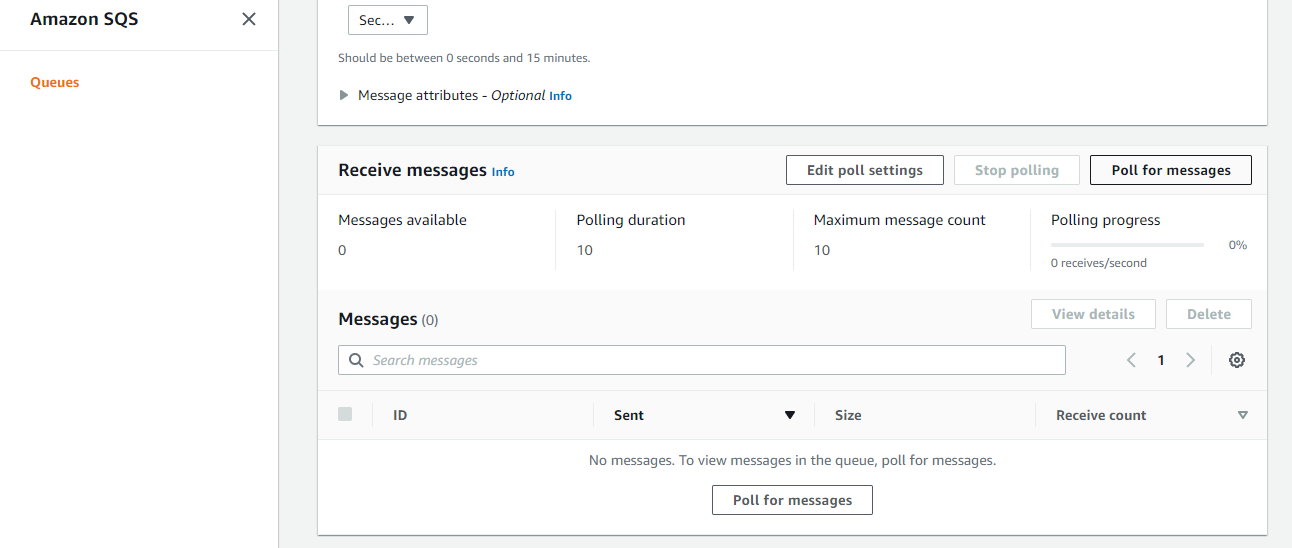 Amazon SQS
Queues
Sec...
Should be between 0 seconds and 15 minutes.
Message attributes - Optional Info
Receive messages Info
Edit poll settings
Stop polling
Poll for messages
Messages available
0
Polling duration
10
Maximum message count
10
Polling progress
0%
0 receives/second
Messages (0)
View details
Delete
Search messages
1
ID
Sent
Size
Receive count
No messages. To view messages in the queue, poll for messages.
Poll for messages